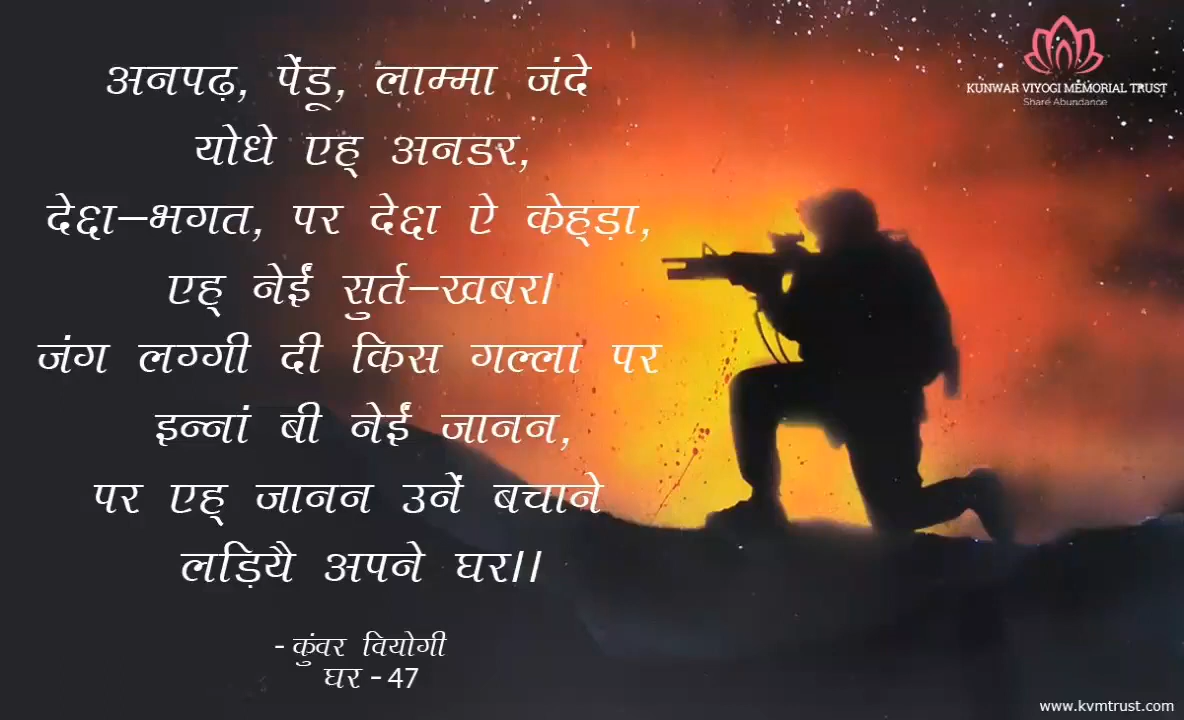 KUNWAR VIYOGI MEMORIAL TRUST
Share Abundance
अनपढ़, पेंडू, लाम्मा जंदे
योधे एह् अनडर,
देश-भगत, पर देश ऐ केह्ड़ा,
एह् नेईं सुर्त-खबर।
जंग लग्गी दी किस गल्ला पर
इन्नां बी नेईं जानन,
पर एह् जानन उनें बचाने
लड़ियै अपने घर।।
- कुंवर वियोगी
घर - 47
www.kvmtrust.com